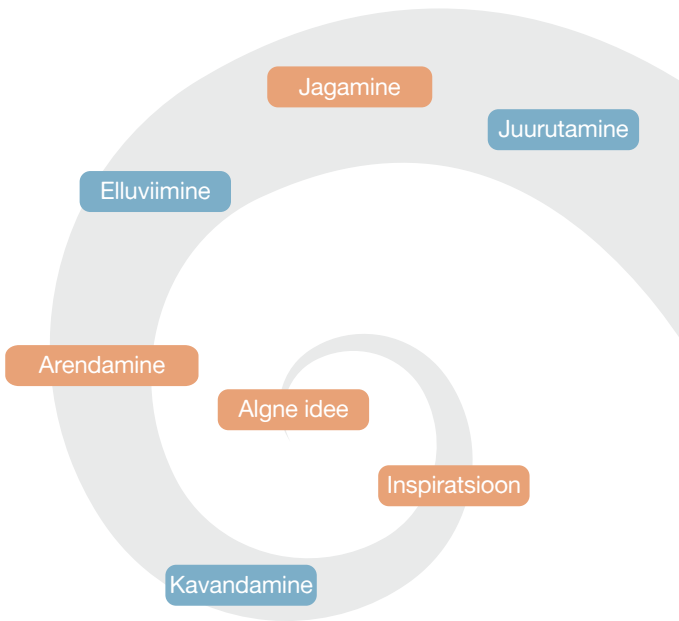 Jagamine
Juurutamine
Elluviimine
Arendamine
Algne idee
Inspiratsioon
Kavandamine